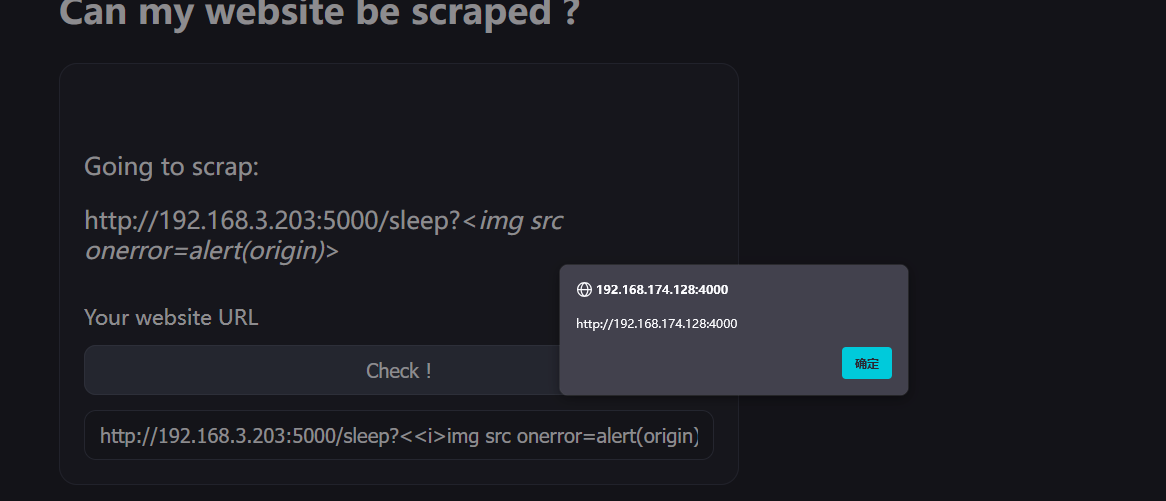 Can my website be scraped ?
Going to scrap:
http://192.168.3.203:5000/sleep?<img src
onerror=alert(origin)>
192.168.174.128:4000
http://192.168.174.128:4000
确定
Your website URL
Check !
http://192.168.3.203:5000/sleep?<<i>img src onerror=alert(origin)